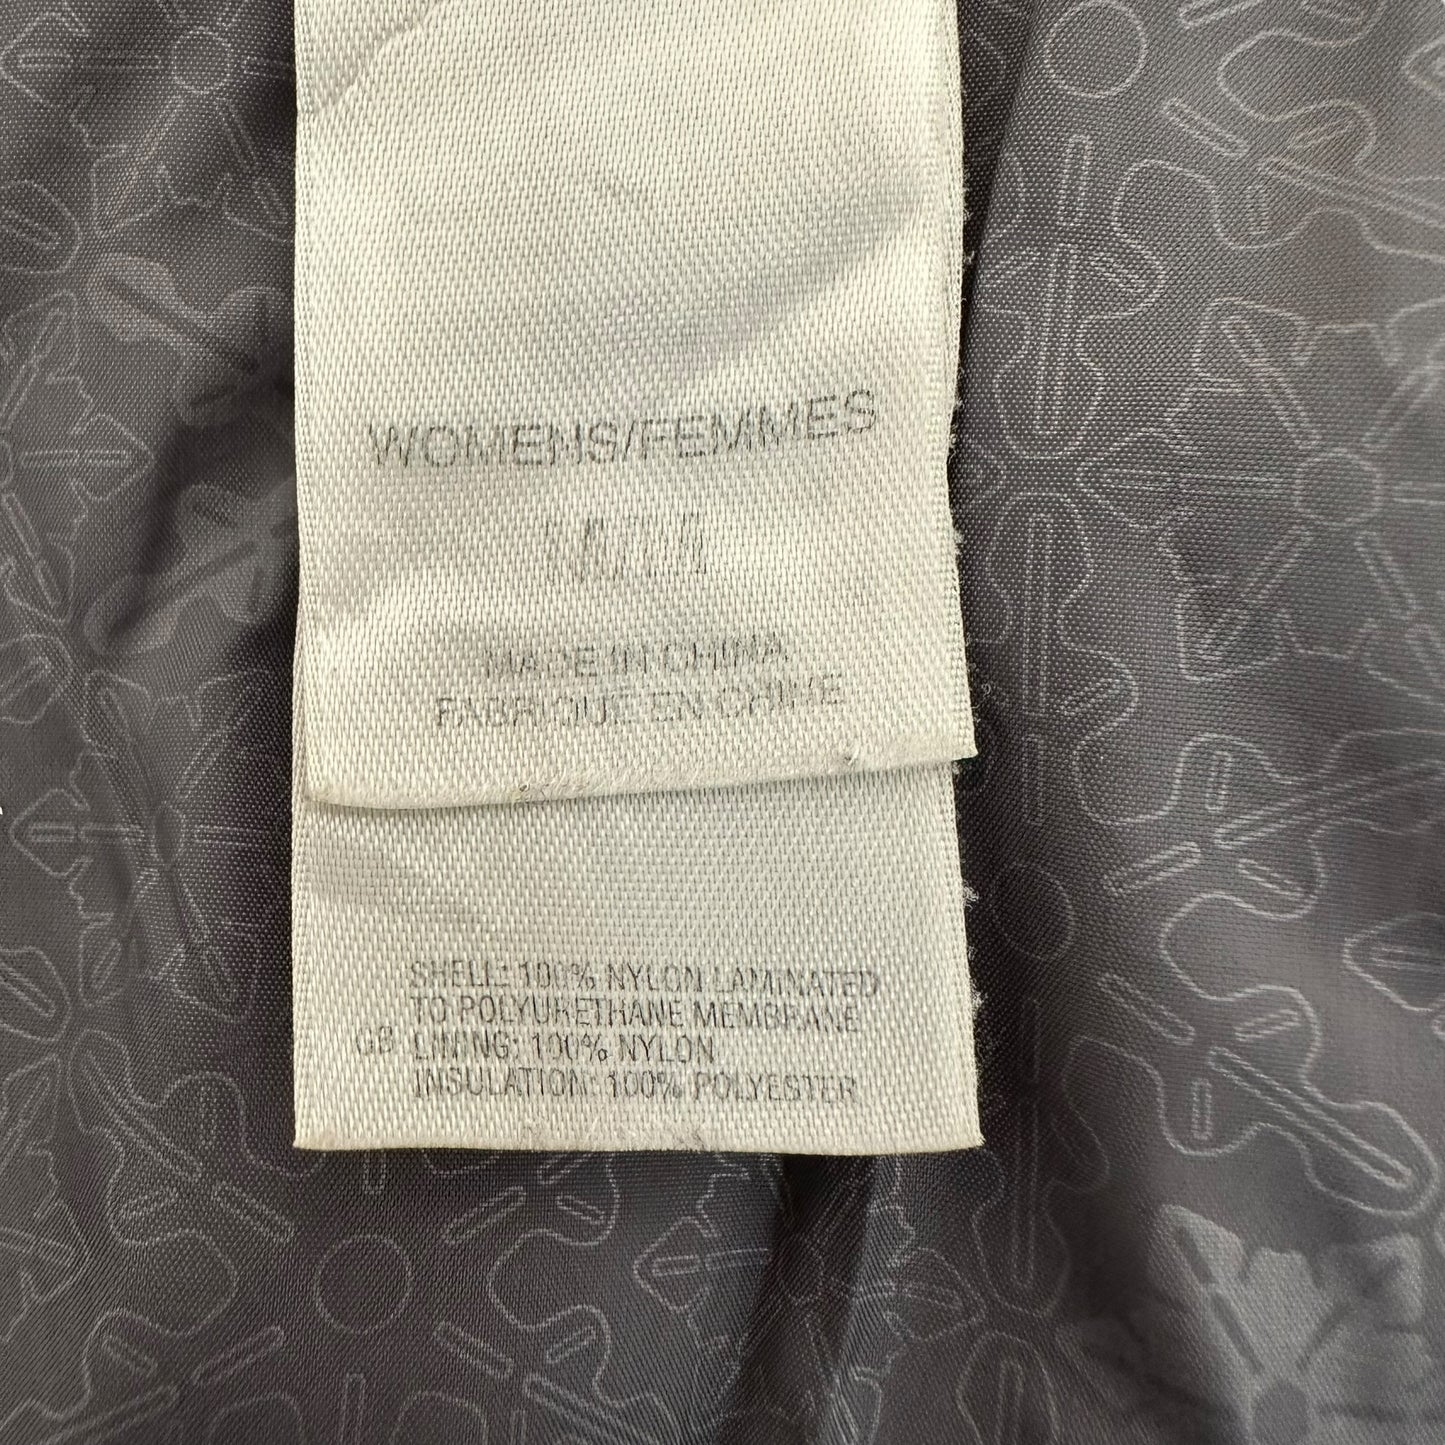 WOMENS/FEMMES
MADE IN CHINA
FABRIQUE EN CHINE
SHELL: 100% NYLON LAMINATED
TO POLYURETHANE MEMBRANE
GB LINING: 100% NYLON
INSULATION: 100% POLYESTER